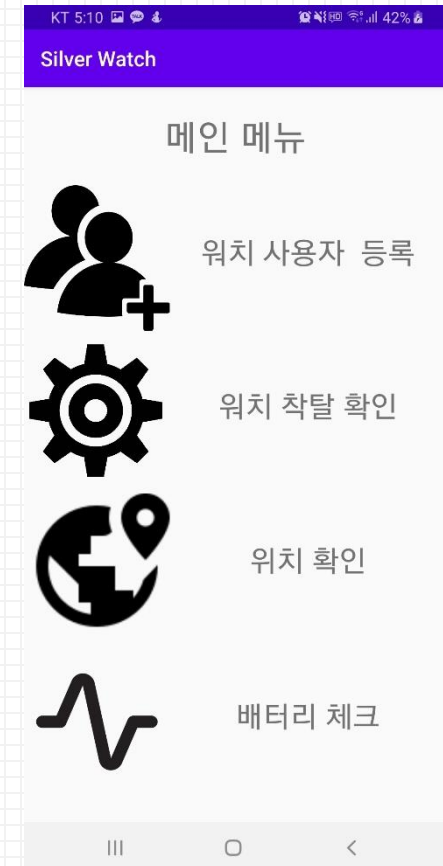 KT 5:10
42%
Silver Watch
메인 메뉴
워치 사용자 등록
워치 착탈 확인
위치 확인
배터리 체크